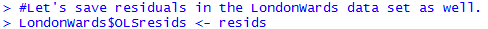 > #Let's save residuals in the LondonWards data set as well.
> LondonWards$OLSresids <- resids